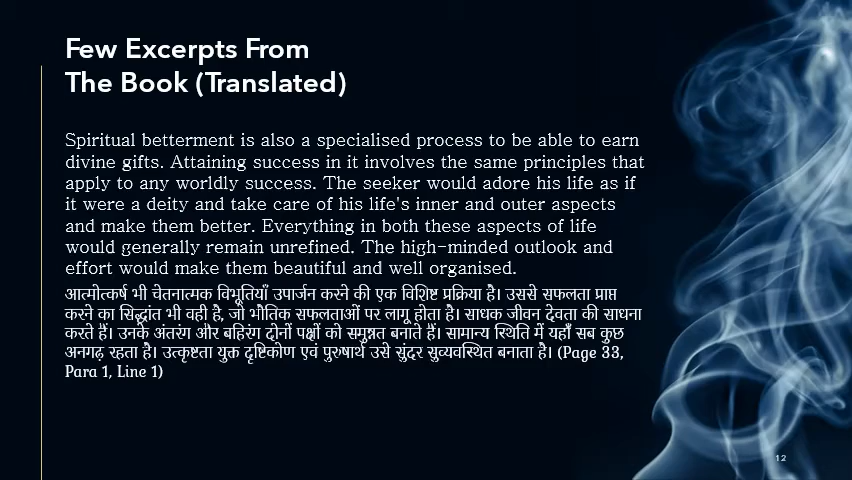 Few Excerpts From
The Book (Translated)
Spiritual betterment is also a specialised process to be able to earn
divine gifts. Attaining success in it involves the same principles that
apply to any worldly success. The seeker would adore his life as if
it were a deity and take care of his life's inner and outer aspects
and make them better. Everything in both these aspects of life
would generally remain unrefined. The high-minded outlook and
effort would make them beautiful and well organised.
आत्मोत्कर्ष भी चेतनात्मक विभूतियाँ उपार्जन करने की एक विशिष्ट प्रक्रिया है। उससे सफलता प्राप्त
करने का सिद्धांत भी वही है, जो भौतिक सफलताओं पर लागू होता है। साधक जीवन देवता की साधना
करते हैं। उनके अंतरंग और बहिरंग दोनों पक्षों को समुन्नत बनाते हैं। सामान्य स्थिति में यहाँ सब कुछ
अनगढ़ रहता है। उत्कृष्टता युक्त दृष्टिकोण एवं पुरुषार्थ उसे सुंदर सुव्यवस्थित बनाता है। (Page 33,
Para 1, Line 1)
12